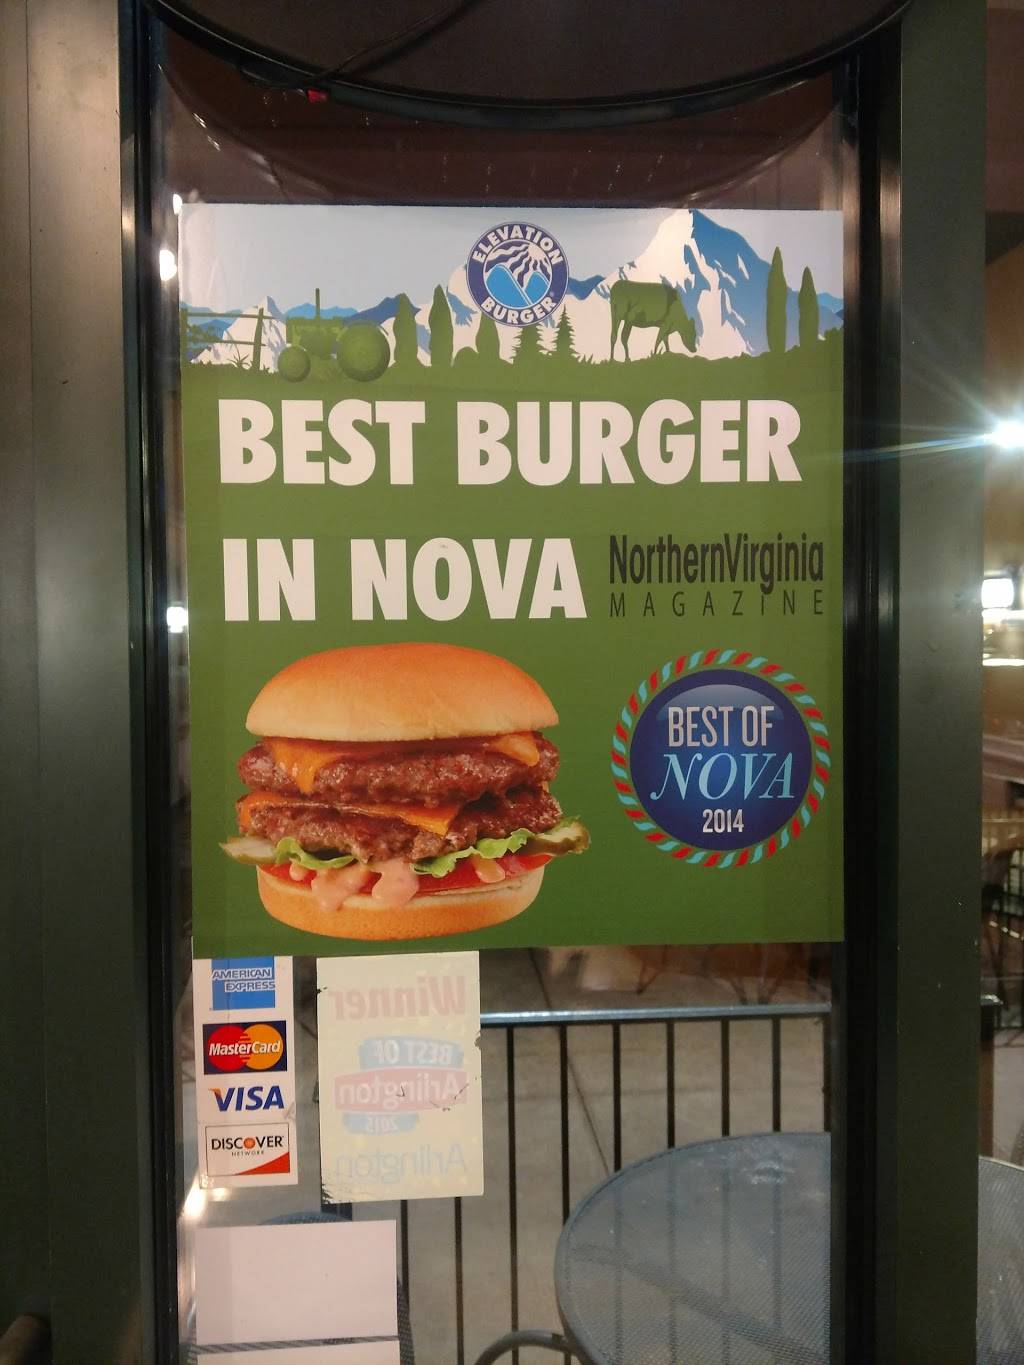 ELEVATION
BURGER
BEST BURGER
IN NOVA
NorthernVirginia
MAGAZINE
BEST OF
NOVA
2014
AMERICAN
EXPRESS
MasterCard
VISA
DISCOVER
NETWORK
Winner
BEST OF
Arlington
2015
Arlington